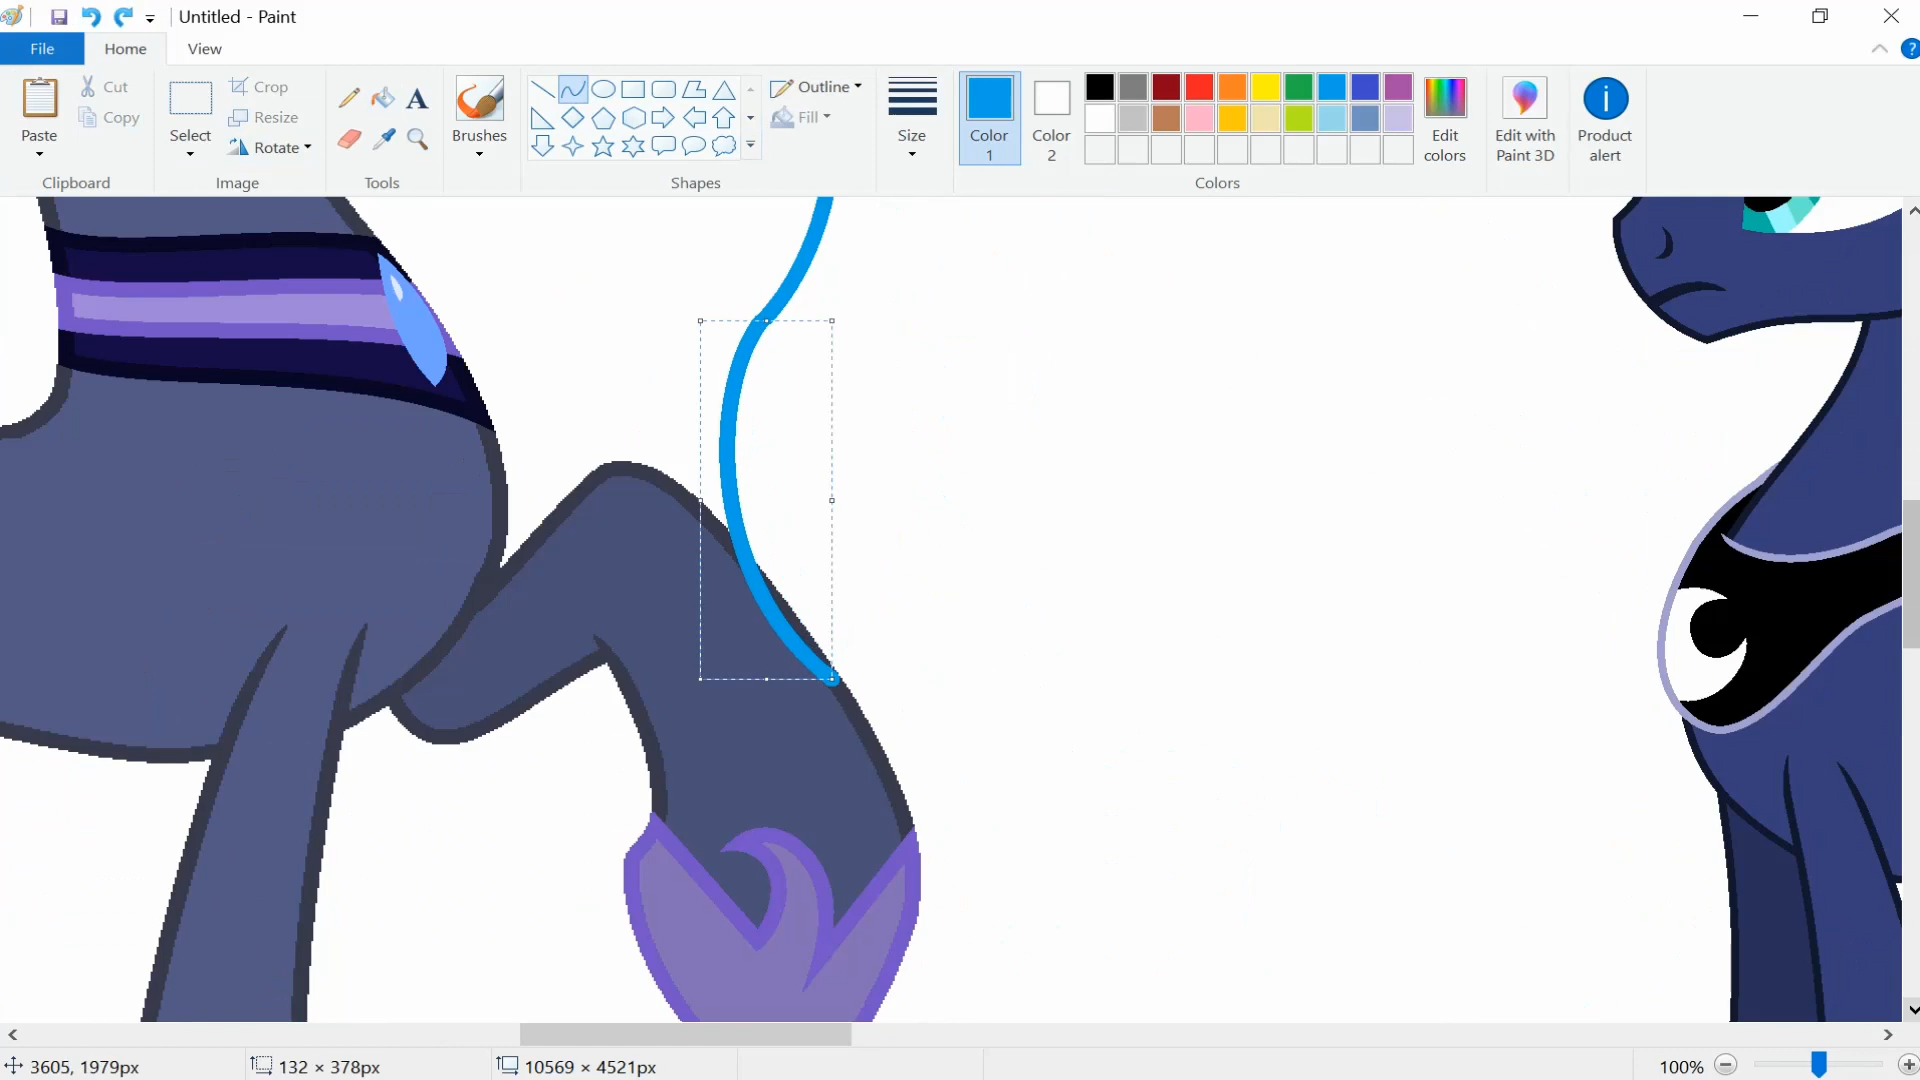 Untitled - Paint
File Home View
Paste
Cut
Copy
Clipboard
Select
Crop
Resize
Rotate
Image
A
Tools
Brushes
Shapes
Outline
Fill
Size
Color
1
Color
2
Colors
Edit
colors
Edit with
Paint 3D
Product
alert
?
3605, 1979px
132 × 378px
10569 × 4521px
100%